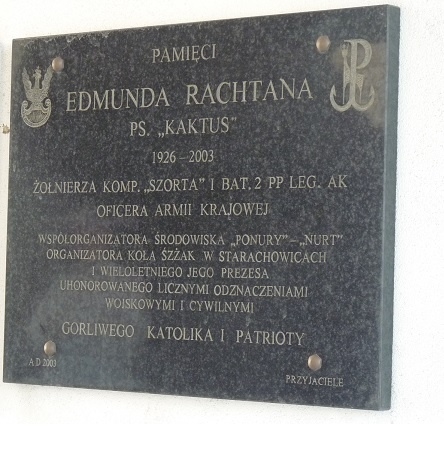 PAMIĘCI
EDMUNDA RACHTANA
PS. „KAKTUS"
1926 – 2003
ŻOŁNIERZA KOMP. „SZORTA" I BAT. 2 PP LEG. AK
OFICERA ARMII KRAJOWEJ
WSPÓŁORGANIZATORA ŚRODOWISKA „PONURY" – „NURT"
ORGANIZATORA KOŁA ŚZŻAK W STARACHOWICACH
I WIELOLETNIEGO JEGO PREZESA
UHONOROWANEGO LICZNYMI ODZNACZENIAMI
WOJSKOWYMI I CYWILNYMI
GORLIWEGO KATOLIKA I PATRIOTY
A D 2003
PRZYJACIELE